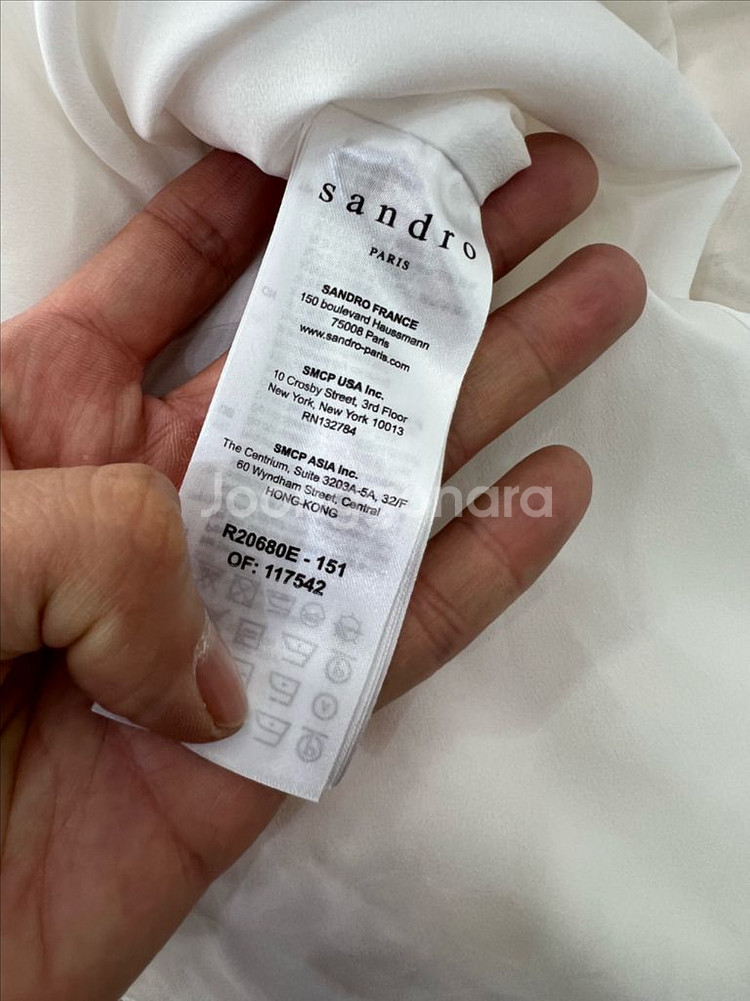 sandro
PARIS
SANDRO FRANCE
150 boulevard Haussmann
75008 Paris
www.sandro-paris.com
SMCP USA Inc.
10 Crosby Street, 3rd Floor
New York, New York 10013
RN132784
SMCP ASIA Inc.
The Centrium, Suite 3203A-5A, 32/F
60 Wyndham Street, Central
HONG-KONG
Joonggonara
R20680E - 151
OF: 117542